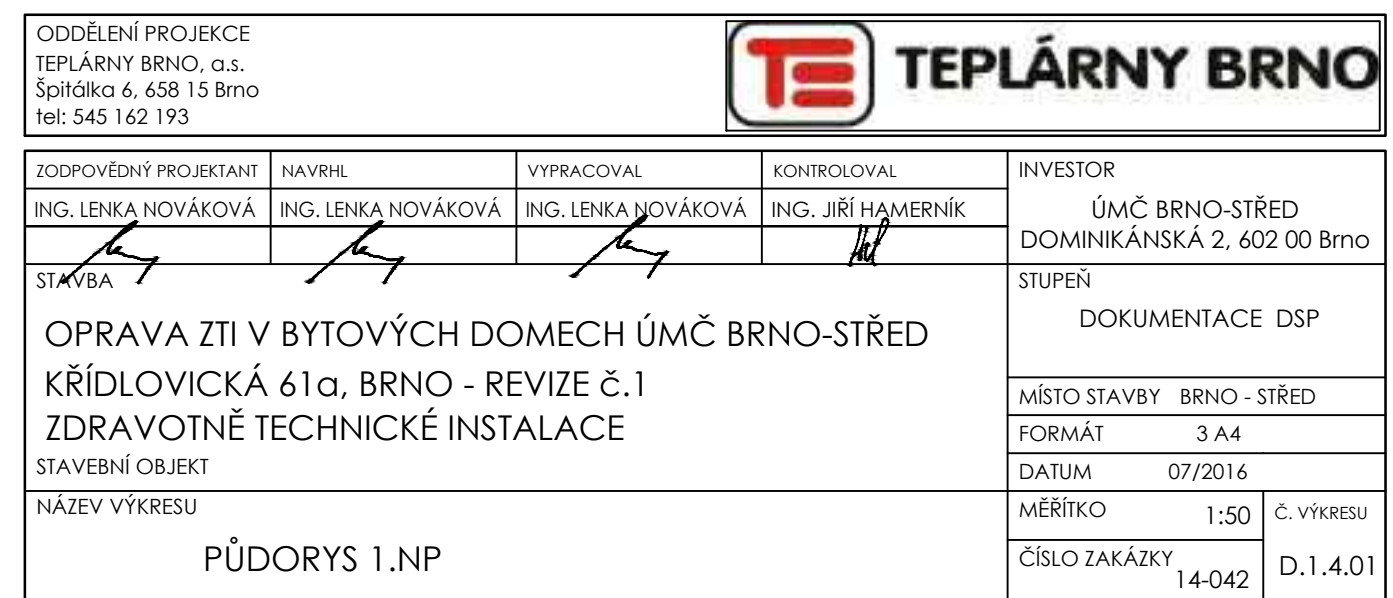 ODDĚLENÍ PROJEKCE
TEPLÁRNY BRNO, a.s.
Špitálka 6, 658 15 Brno
tel: 545 162 193
TE TEPLÁRNY BRNO
ZODPOVĚDNÝ PROJEKTANT
NAVRHL
VYPRACOVAL
KONTROLOVAL
ING. LENKA NOVÁKOVÁ
ING. LENKA NOVÁKOVÁ
ING. LENKA NOVÁKOVÁ
ING. JIŘÍ HAMERNÍK
INVESTOR
ÚMČ BRNO-STŘED
DOMINIKÁNSKÁ 2, 602 00 Brno
STAVBA
OPRAVA ZTI V BYTOVÝCH DOMECH ÚMČ BRNO-STŘED
KŘÍDLOVICKÁ 61a, BRNO - REVIZE č.1
ZDRAVOTNĚ TECHNICKÉ INSTALACE
STAVEBNÍ OBJEKT
STUPEŇ
DOKUMENTACE DSP
MÍSTO STAVBY BRNO - STŘED
FORMÁT 3 A4
DATUM 07/2016
NÁZEV VÝKRESU
PŮDORYS 1.NP
MĚŘÍTKO 1:50
Č. VÝKRESU
ČÍSLO ZAKÁZKY 14-042
D.1.4.01